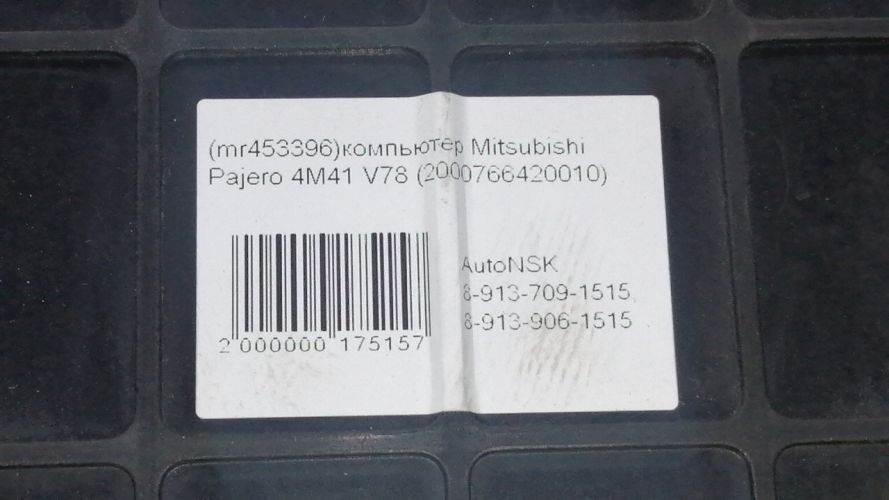 (mr453396)компьютер Mitsubishi
Pajero 4M41 V78 (2000766420010)
AutoNSK
8-913-709-1515,
8-913-906-1515
2 000000 175157